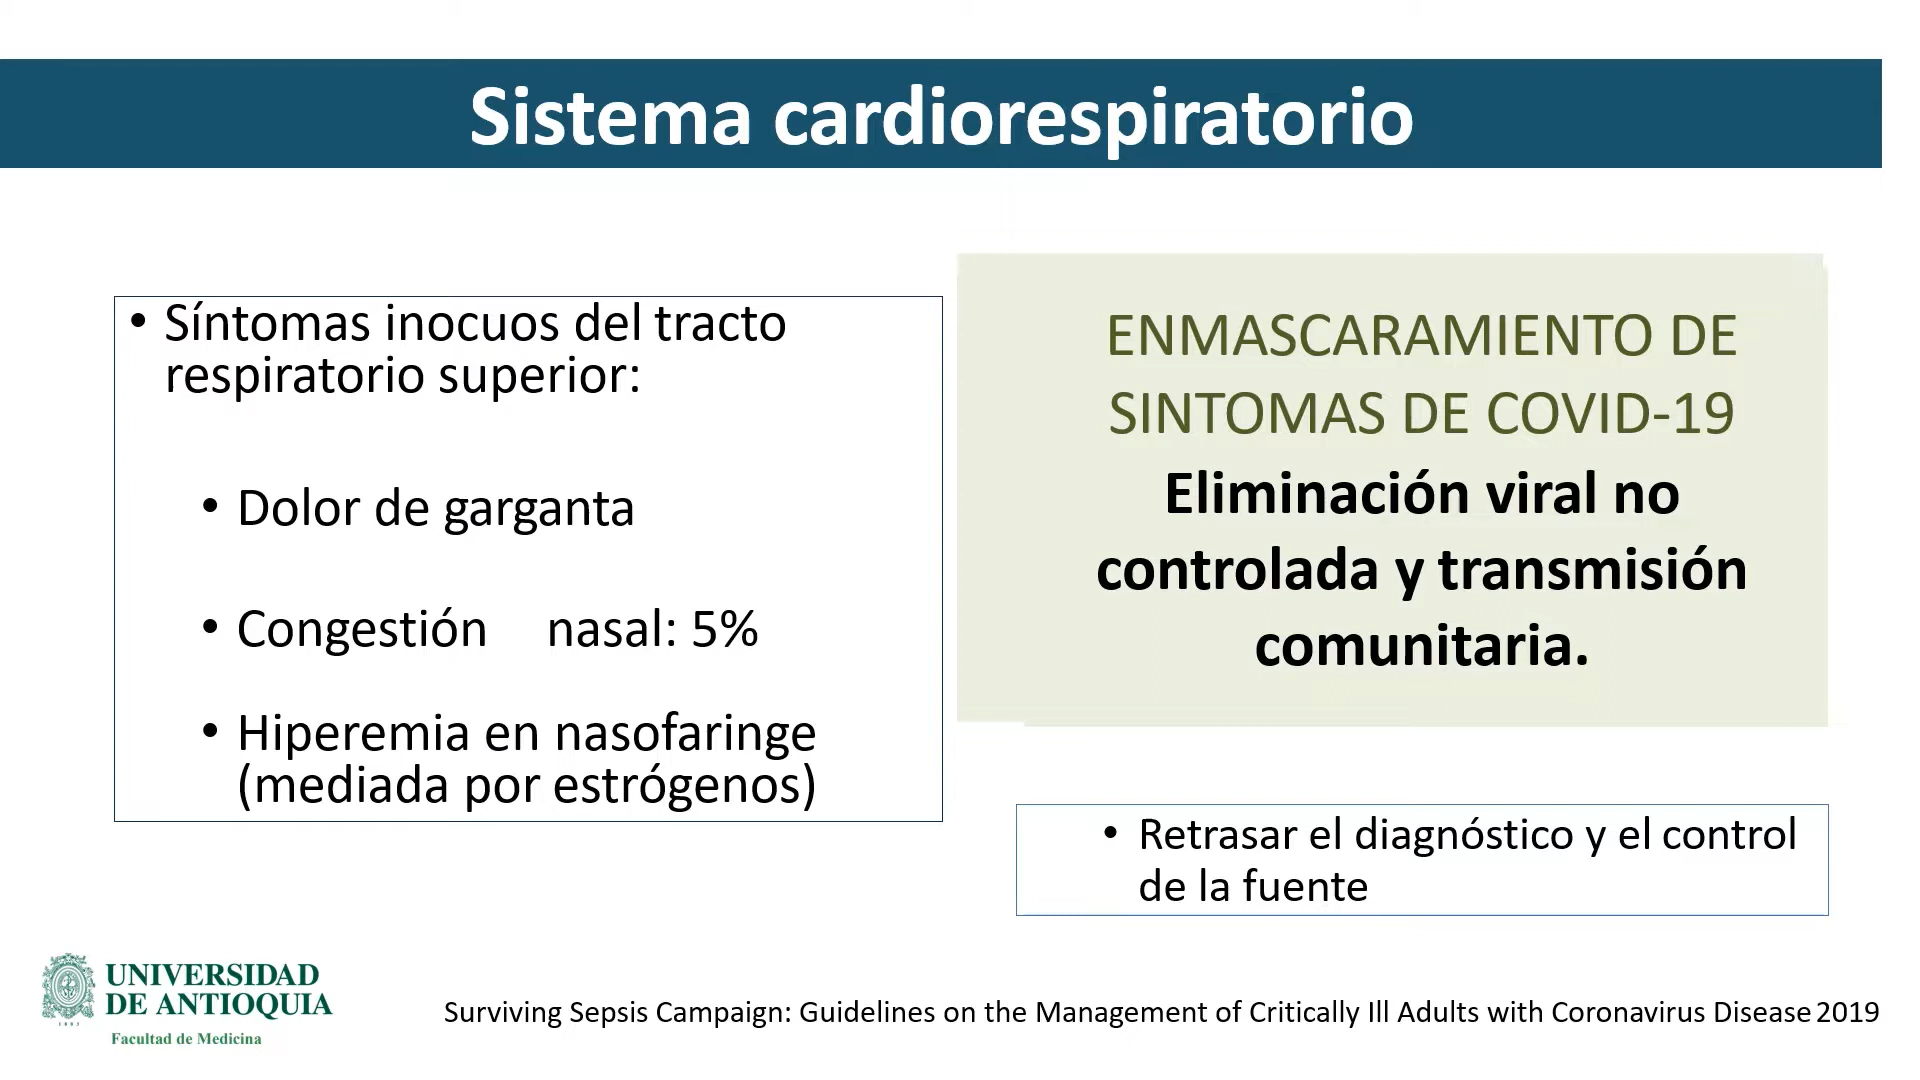 Sistema cardiorespiratorio
• Síntomas inocuos del tracto
respiratorio superior:
• Dolor de garganta
• Congestión nasal: 5%
• Hiperemia en nasofaringe
(mediada por estrógenos)
ENMASCARAMIENTO DE
SINTOMAS DE COVID-19
Eliminación viral no
controlada y transmisión
comunitaria.
• Retrasar el diagnóstico y el control
de la fuente
UNIVERSIDAD
DE ANTIOQUIA
1803
Facultad de Medicina
Surviving Sepsis Campaign: Guidelines on the Management of Critically Ill Adults with Coronavirus Disease 2019